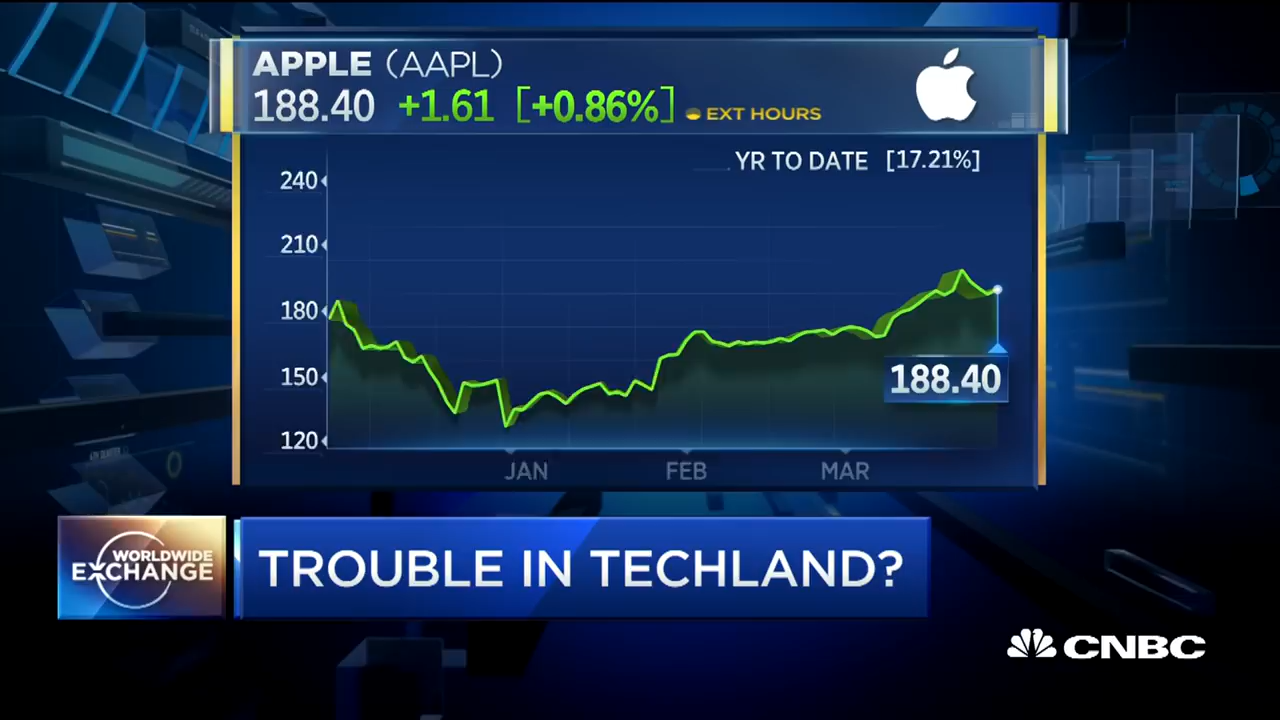 APPLE (AAPL)
188.40 +1.61 [+0.86%] EXT HOURS
YR TO DATE [17.21%]
240
210
180
150
120
188.40
JAN FEB MAR
WORLDWIDE
EXCHANGE
TROUBLE IN TECHLAND?
CNBC